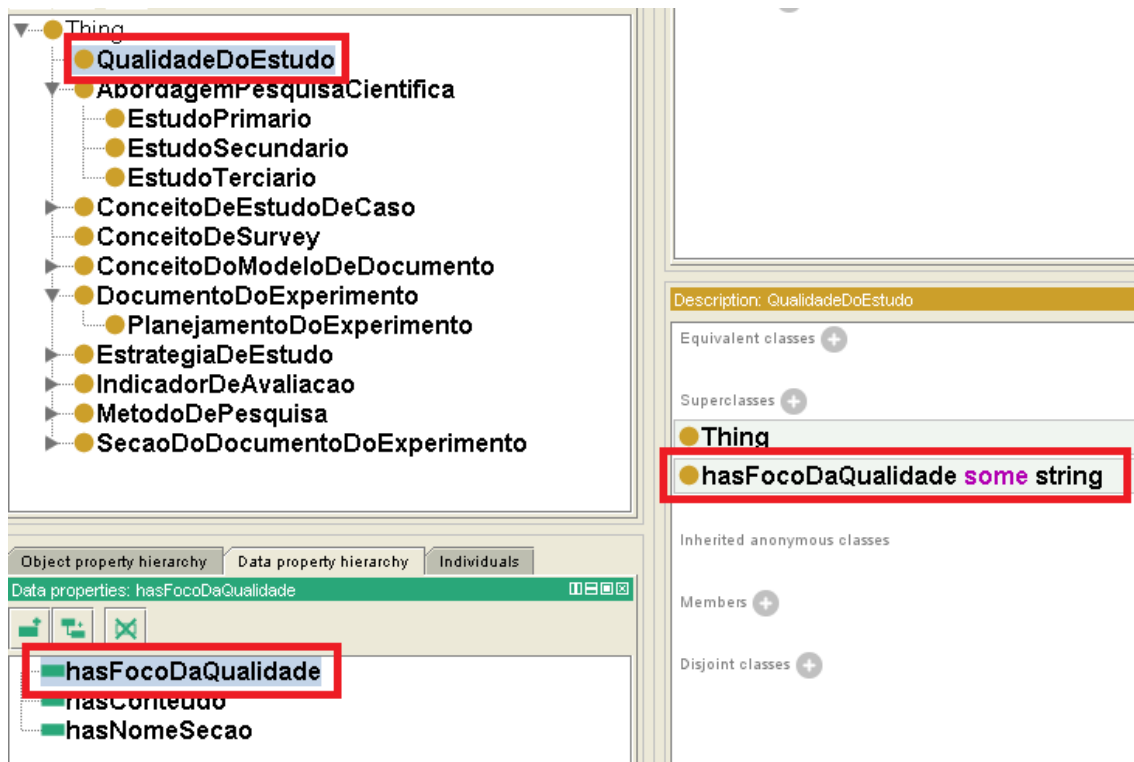 Thing
QualidadeDoEstudo
AbordagemPesquisaCientifica
EstudoPrimario
EstudoSecundario
EstudoTerciario
ConceitoDeEstudoDeCaso
ConceitoDeSurvey
ConceitoDoModeloDeDocumento
DocumentoDoExperimento
PlanejamentoDoExperimento
EstrategiaDeEstudo
IndicadorDeAvaliacao
MetodoDePesquisa
SecaoDoDocumentoDoExperimento
Object property hierarchy Data property hierarchy Individuals
Data properties: hasFocoDaQualidade
hasFocoDaQualidade
hasConteudo
hasNomeSecao
Description: QualidadeDoEstudo
Equivalent classes
Superclasses
Thing
hasFocoDaQualidade some string
Inherited anonymous classes
Members
Disjoint classes